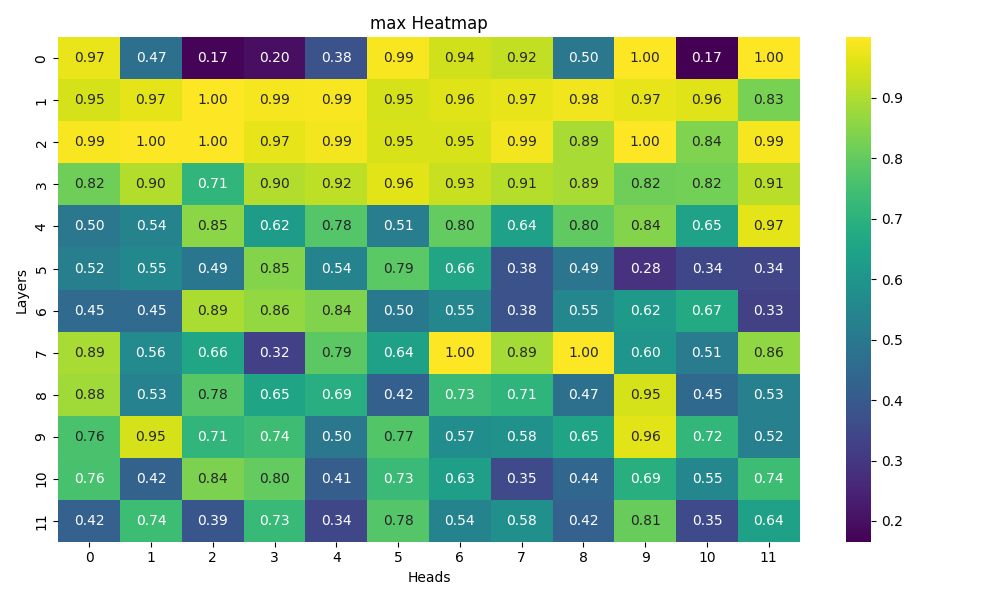 max Heatmap
0 0.97 0.47 0.17 0.20 0.38 0.99 0.94 0.92 0.50 1.00 0.17 1.00
1 0.95 0.97 1.00 0.99 0.99 0.95 0.96 0.97 0.98 0.97 0.96 0.83
2 0.99 1.00 1.00 0.97 0.99 0.95 0.95 0.99 0.89 1.00 0.84 0.99
3 0.82 0.90 0.71 0.90 0.92 0.96 0.93 0.91 0.89 0.82 0.82 0.91
4 0.50 0.54 0.85 0.62 0.78 0.51 0.80 0.64 0.80 0.84 0.65 0.97
5 0.52 0.55 0.49 0.85 0.54 0.79 0.66 0.38 0.49 0.28 0.34 0.34
6 0.45 0.45 0.89 0.86 0.84 0.50 0.55 0.38 0.55 0.62 0.67 0.33
7 0.89 0.56 0.66 0.32 0.79 0.64 1.00 0.89 1.00 0.60 0.51 0.86
8 0.88 0.53 0.78 0.65 0.69 0.42 0.73 0.71 0.47 0.95 0.45 0.53
9 0.76 0.95 0.71 0.74 0.50 0.77 0.57 0.58 0.65 0.96 0.72 0.52
10 0.76 0.42 0.84 0.80 0.41 0.73 0.63 0.35 0.44 0.69 0.55 0.74
11 0.42 0.74 0.39 0.73 0.34 0.78 0.54 0.58 0.42 0.81 0.35 0.64
0 1 2 3 4 5 6 7 8 9 10 11
Heads
Layers
0.9
0.8
0.7
0.6
0.5
0.4
0.3
0.2